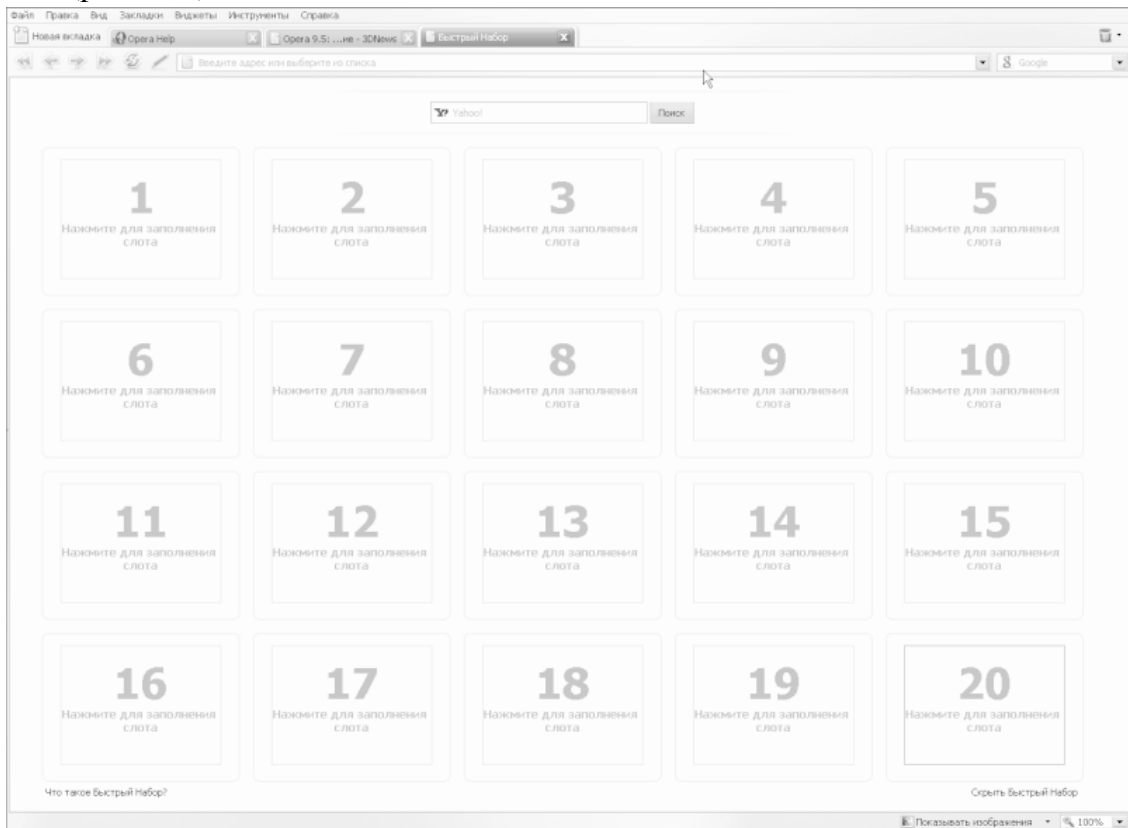 Файл Правка Вид Закладки Виджеты Инструменты Справка
Новая вкладка Opera Help Opera 9.5: ...ие - 3DNews Быстрый Набор
Введите адрес или выберите из списка Google
Yahoo! Поиск
1 2 3 4 5
Нажмите для заполнения Нажмите для заполнения Нажмите для заполнения Нажмите для заполнения Нажмите для заполнения
слота слота слота слота слота
6 7 8 9 10
Нажмите для заполнения Нажмите для заполнения Нажмите для заполнения Нажмите для заполнения Нажмите для заполнения
слота слота слота слота слота
11 12 13 14 15
Нажмите для заполнения Нажмите для заполнения Нажмите для заполнения Нажмите для заполнения Нажмите для заполнения
слота слота слота слота слота
16 17 18 19 20
Нажмите для заполнения Нажмите для заполнения Нажмите для заполнения Нажмите для заполнения Нажмите для заполнения
слота слота слота слота слота
Что такое Быстрый Набор? Скрыть Быстрый Набор
Показывать изображения 100%